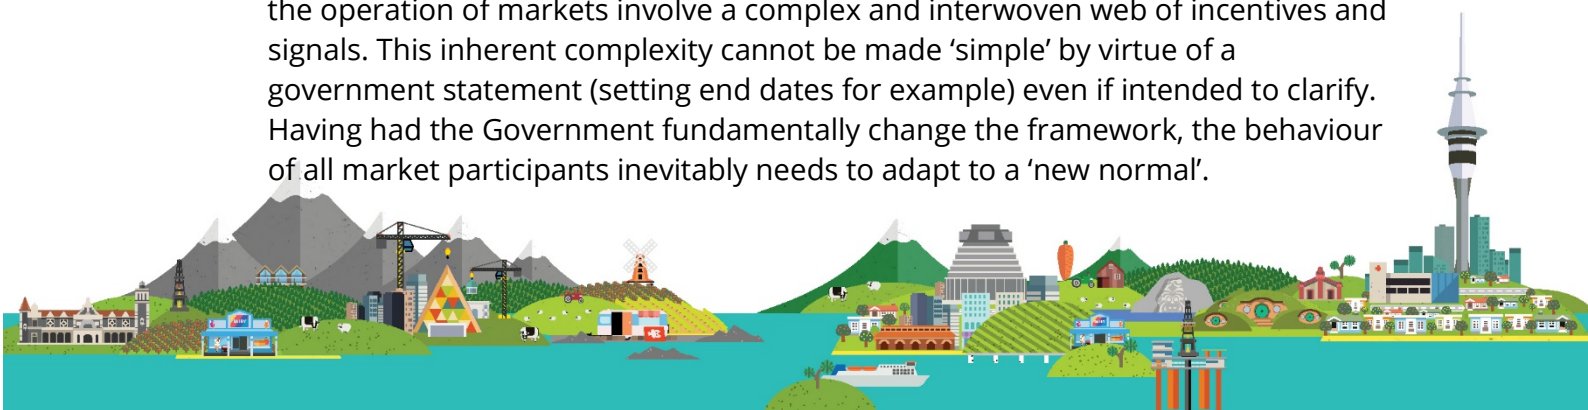 the operation of markets involve a complex and interwoven web of incentives and
signals. This inherent complexity cannot be made ‘simple’ by virtue of a
government statement (setting end dates for example) even if intended to clarify.
Having had the Government fundamentally change the framework, the behaviour
of all market participants inevitably needs to adapt to a ‘new normal’.